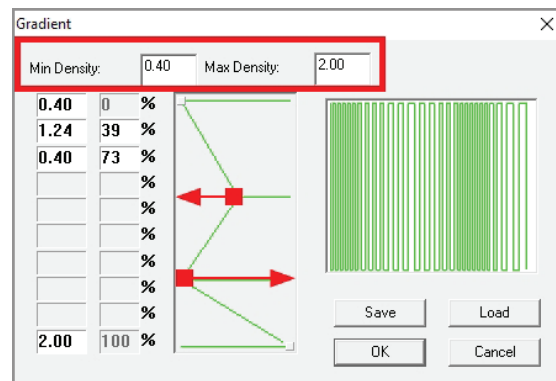 Gradient
Min Density: 0.40 Max Density: 2.00
0.40 0 %
1.24 39 %
0.40 73 %
%
%
%
%
%
%
2.00 100 %
Save Load
OK Cancel